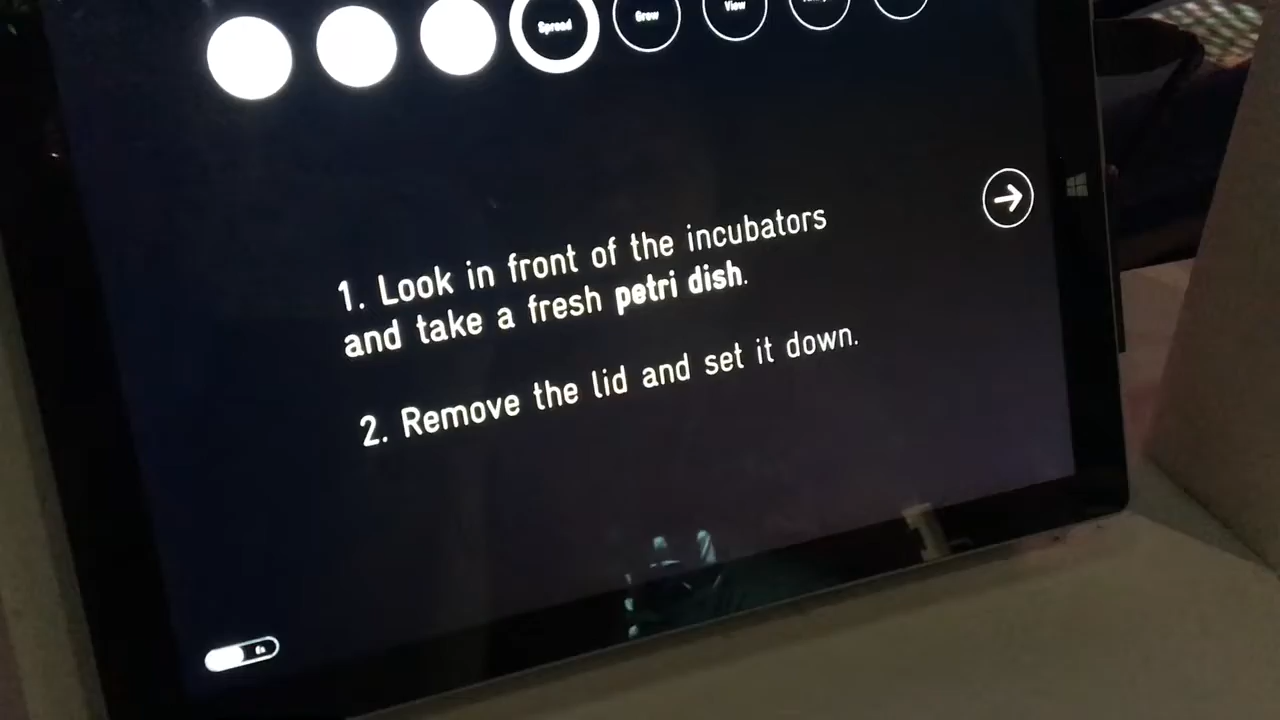 Spread Grow View
1. Look in front of the incubators
and take a fresh petri dish.
2. Remove the lid and set it down.